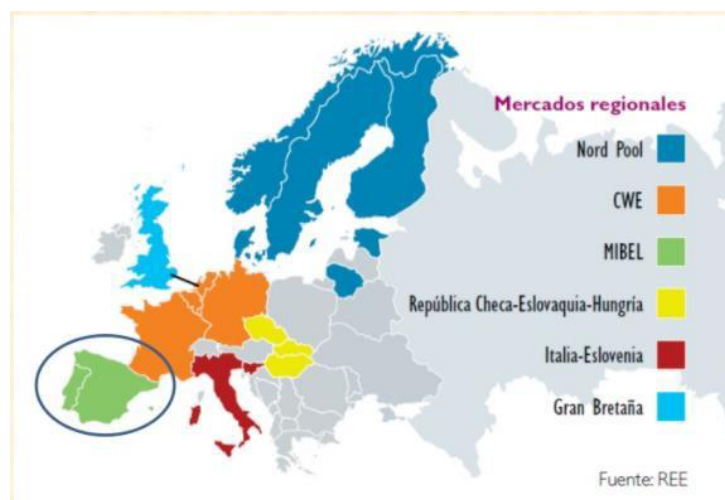 Mercados regionales
Nord Pool
CWE
MIBEL
República Checa-Eslovaquia-Hungría
Italia-Eslovenia
Gran Bretaña
Fuente: REE